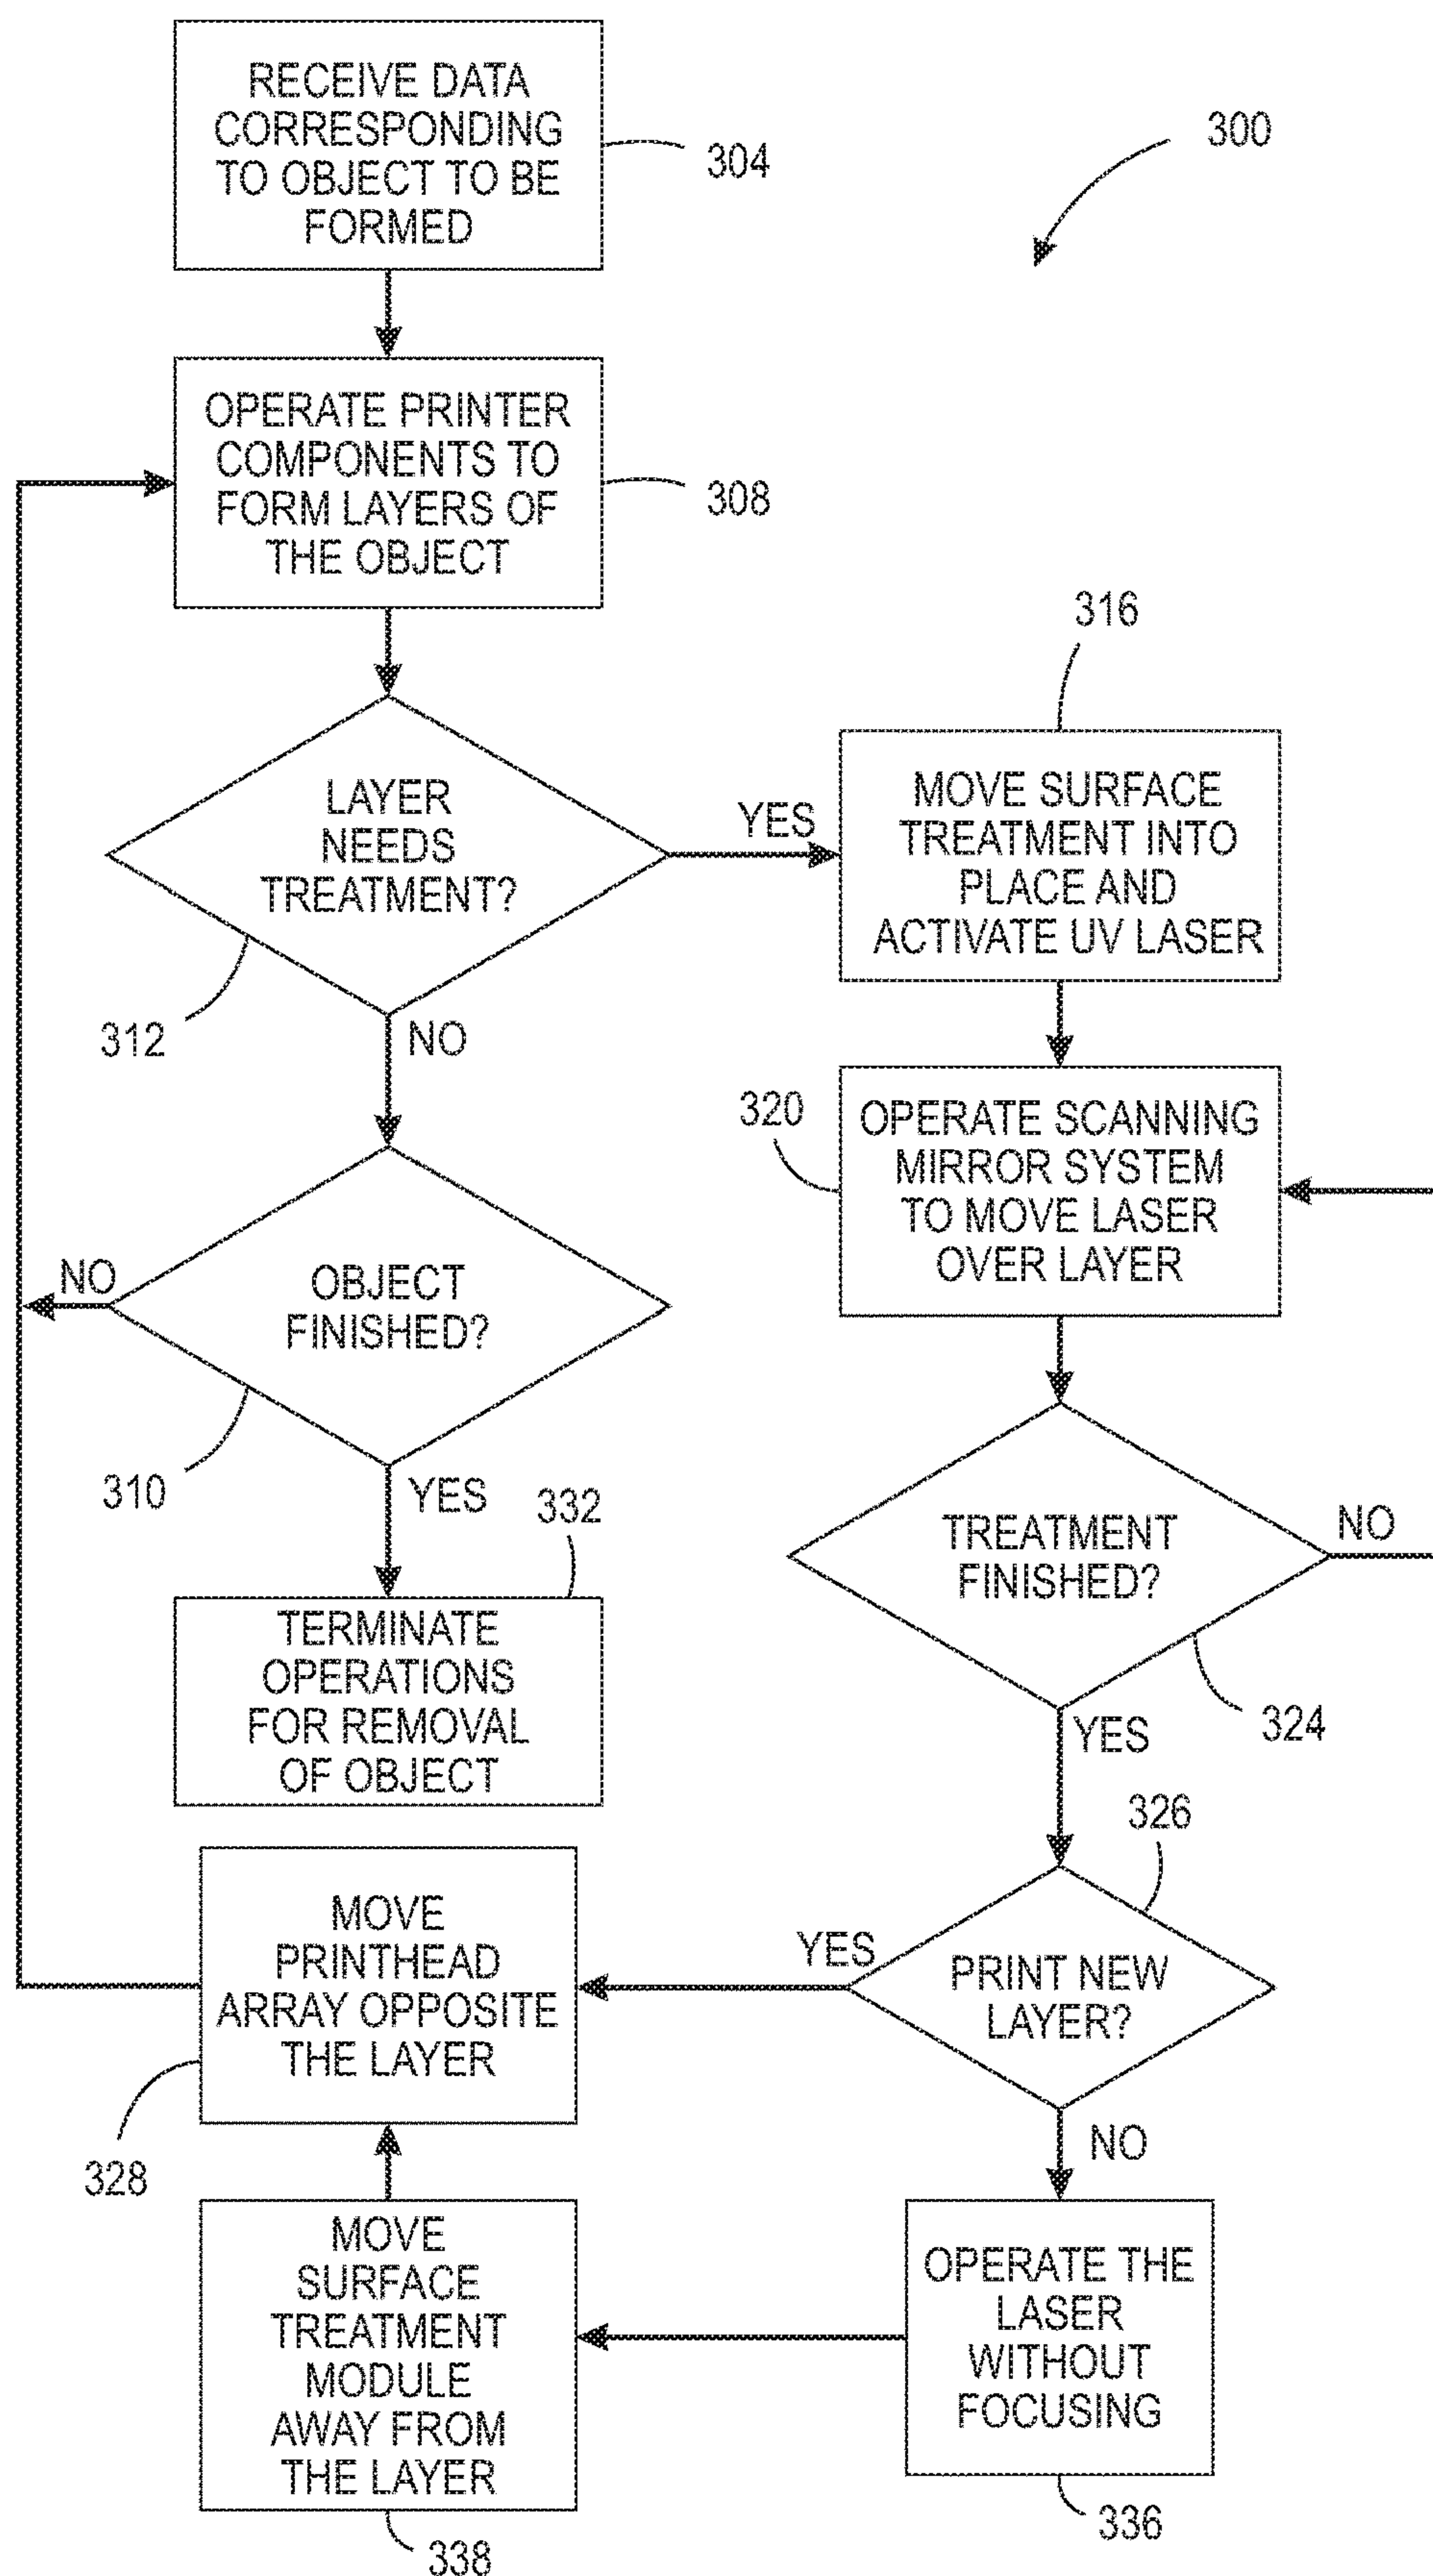 RECEIVE DATA
CORRESPONDING
TO OBJECT TO BE
FORMED
304
300
OPERATE PRINTER
COMPONENTS TO
FORM LAYERS OF
THE OBJECT
308
LAYER
NEEDS
TREATMENT?
312
YES
NO
316
MOVE SURFACE
TREATMENT INTO
PLACE AND
ACTIVATE UV LASER
320
OPERATE SCANNING
MIRROR SYSTEM
TO MOVE LASER
OVER LAYER
NO
OBJECT
FINISHED?
310
YES
332
TERMINATE
OPERATIONS
FOR REMOVAL
OF OBJECT
TREATMENT
FINISHED?
NO
324
YES
326
PRINT NEW
LAYER?
YES
NO
MOVE
PRINTHEAD
ARRAY OPPOSITE
THE LAYER
328
MOVE
SURFACE
TREATMENT
MODULE
AWAY FROM
THE LAYER
338
OPERATE THE
LASER
WITHOUT
FOCUSING
336